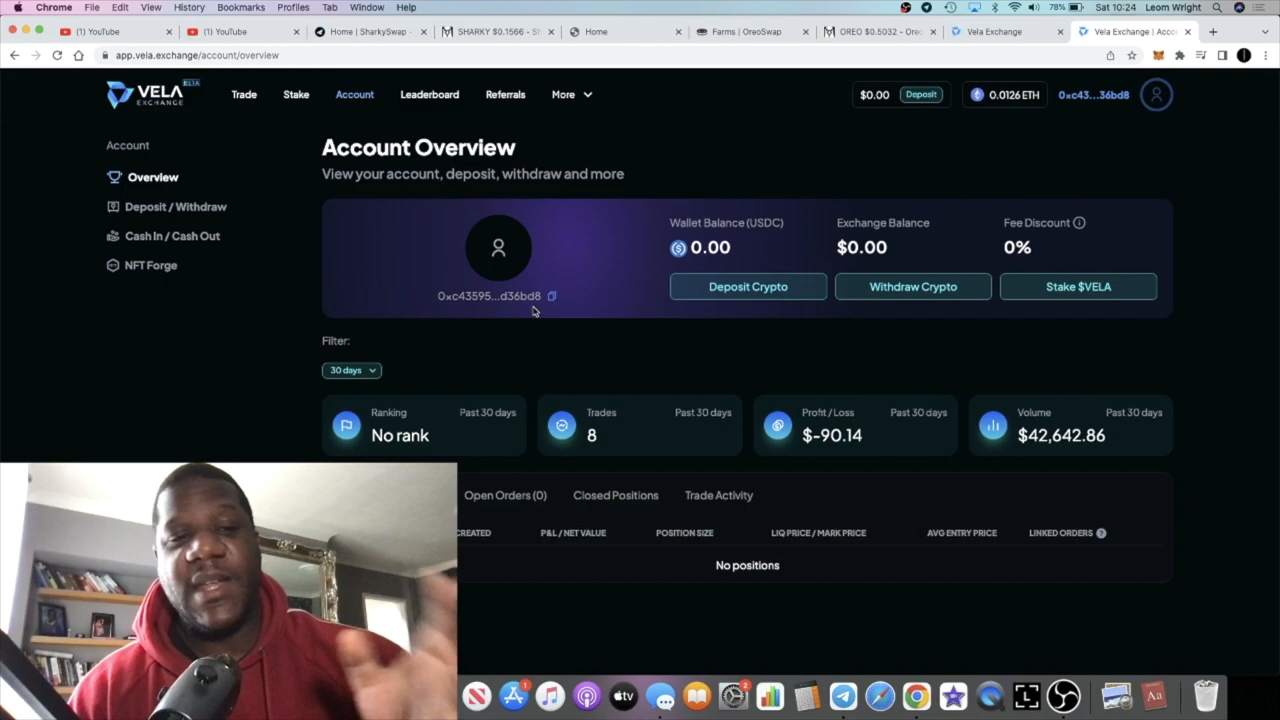 Chrome File Edit View History Bookmarks Profiles Tab Window Help 78% Sat 10:24 Leom Wright
(1) YouTube (1) YouTube Home | SharkySwap - SHARKY $0.1566 - S Home Farms | OreoSwap OREO $0.5032 - Oreo Vela Exchange Vela Exchange | Acco
app.vela.exchange/account/overview
VELA BETA
EXCHANGE
Trade Stake Account Leaderboard Referrals More $0.00 Deposit 0.0126 ETH 0xc43...36bd8
Account
Overview
Deposit / Withdraw
Cash In / Cash Out
NFT Forge
Account Overview
View your account, deposit, withdraw and more
0xc43595...d36bd8
Wallet Balance (USDC) Exchange Balance Fee Discount
0.00 $0.00 0%
Deposit Crypto Withdraw Crypto Stake $VELA
Filter:
30 days
Ranking Past 30 days
No rank
Trades Past 30 days
8
Profit / Loss Past 30 days
$-90.14
Volume Past 30 days
$42,642.86
Open Orders (0) Closed Positions Trade Activity
CREATED P&L / NET VALUE POSITION SIZE LIQ PRICE / MARK PRICE AVG ENTRY PRICE LINKED ORDERS
No positions
1 tv 2 L Aa